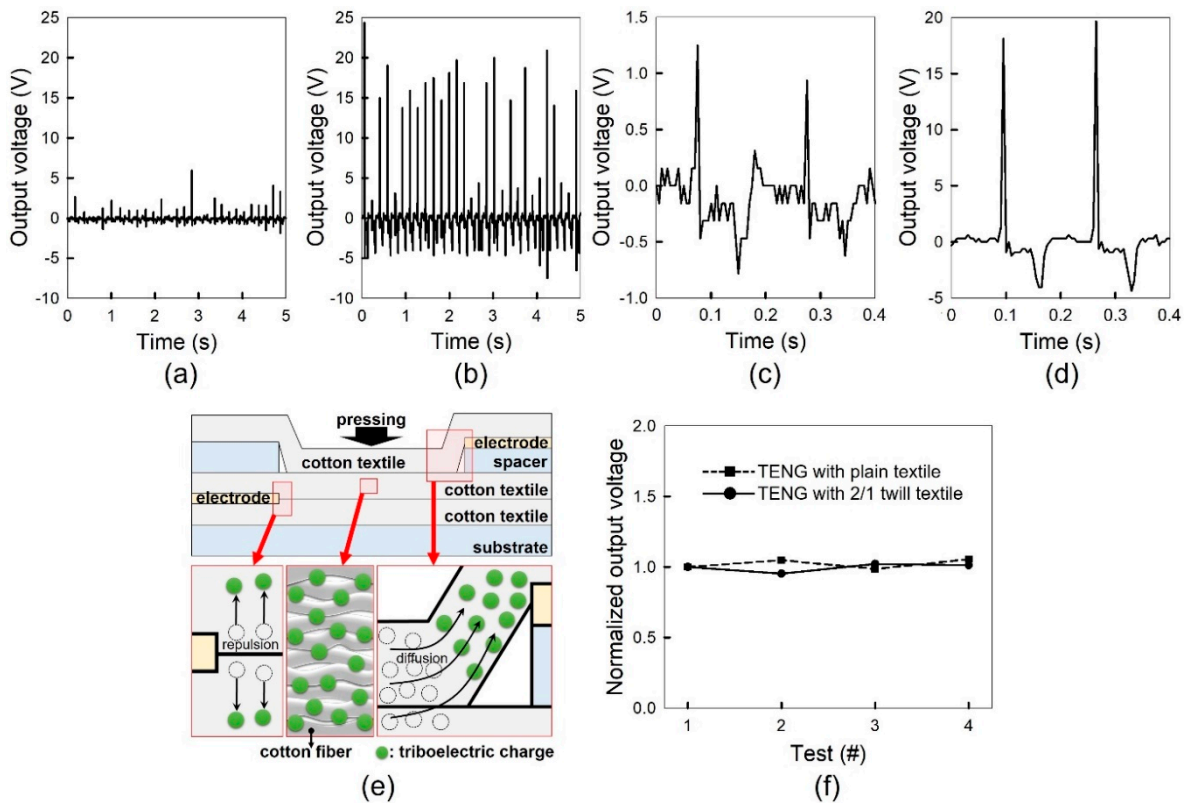 25
20
15
10
5
0
-5
-10
Output voltage (V)
0 1 2 3 4 5
Time (s)
(a)
25
20
15
10
5
0
-5
-10
Output voltage (V)
0 1 2 3 4 5
Time (s)
(b)
1.5
1.0
0.5
0.0
-0.5
-1.0
Output voltage (V)
0 0.1 0.2 0.3 0.4
Time (s)
(c)
20
15
10
5
0
-5
Output voltage (V)
0 0.1 0.2 0.3 0.4
Time (s)
(d)
pressing
electrode
cotton textile
spacer
cotton textile
electrode
cotton textile
substrate
repulsion
diffusion
cotton fiber
: triboelectric charge
(e)
2.0
1.5
1.0
0.5
0.0
Normalized output voltage
TENG with plain textile
TENG with 2/1 twill textile
1 2 3 4
Test (#)
(f)